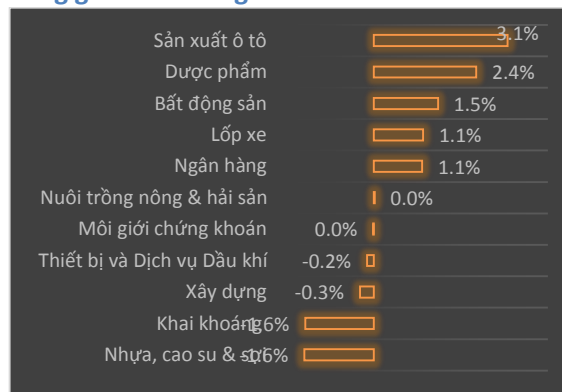 Sản xuất ô tô 3.1%
Dược phẩm 2.4%
Bất động sản 1.5%
Lốp xe 1.1%
Ngân hàng 1.1%
Nuôi trồng nông & hải sản 0.0%
Môi giới chứng khoán 0.0%
Thiết bị và Dịch vụ Dầu khí -0.2%
Xây dựng -0.3%
Khai khoáng -1.6%
Nhựa, cao su & sợi -1.6%